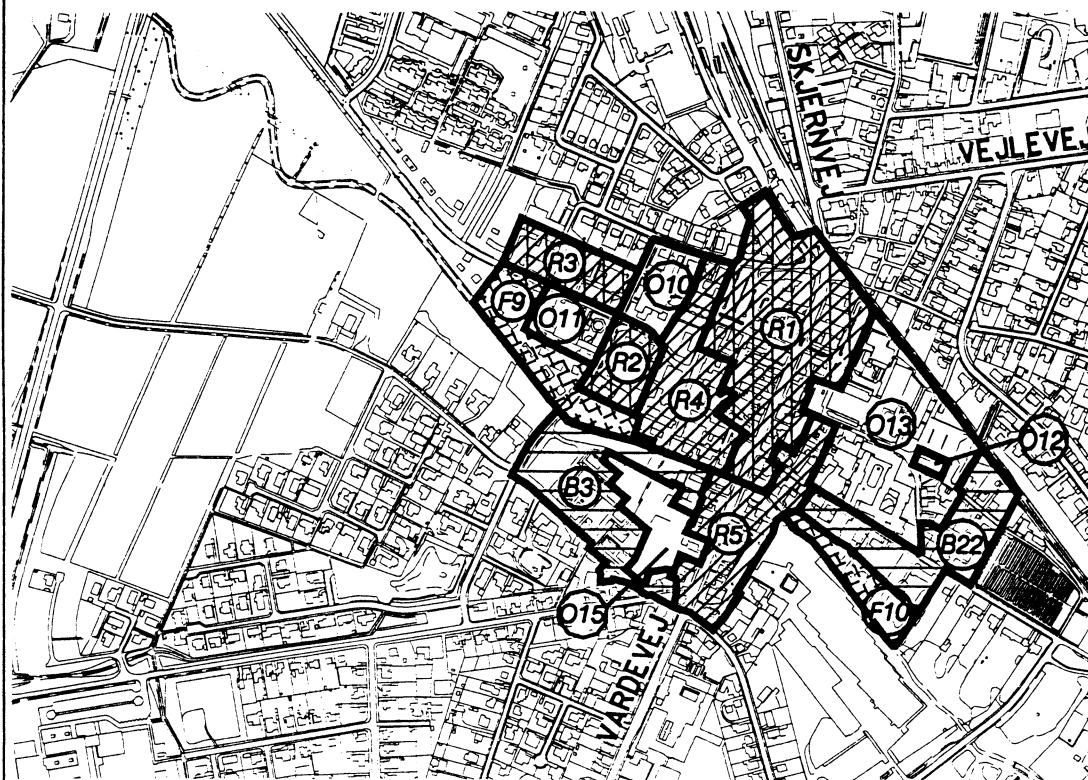 SKJERNVEJ
VEJLEVEJ
R3
O10
F9
O11
R1
R2
R4
O13
O12
B3
R5
B22
F10
O15
VARDEVEJ